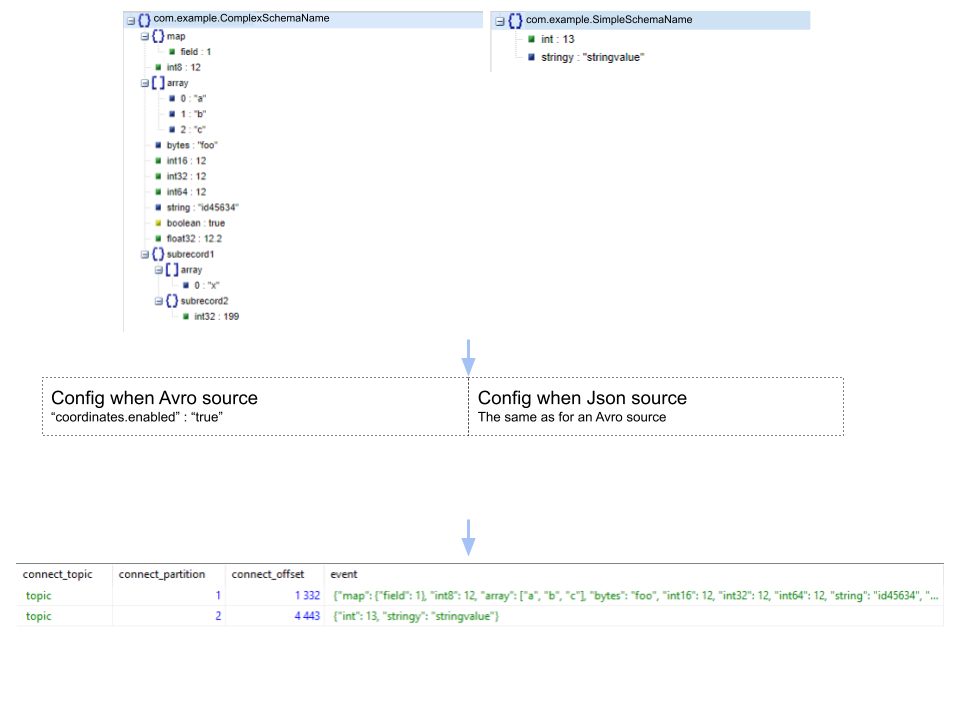 com.example.ComplexSchemaName
map
field : 1
int8 : 12
array
0 : "a"
1 : "b"
2 : "c"
bytes : "foo"
int16 : 12
int32 : 12
int64 : 12
string : "id45634"
boolean : true
float32 : 12.2
subrecord1
array
0 : "x"
subrecord2
int32 : 199
com.example.SimpleSchemaName
int : 13
stringy : "stringvalue"
Config when Avro source
“coordinates.enabled” : “true”
Config when Json source
The same as for an Avro source
connect_topic connect_partition connect_offset event
topic 1 1 332 {"map": {"field": 1}, "int8": 12, "array": ["a", "b", "c"], "bytes": "foo", "int16": 12, "int32": 12, "int64": 12, "string": "id45634", "...
topic 2 4 443 {"int": 13, "stringy": "stringvalue"}